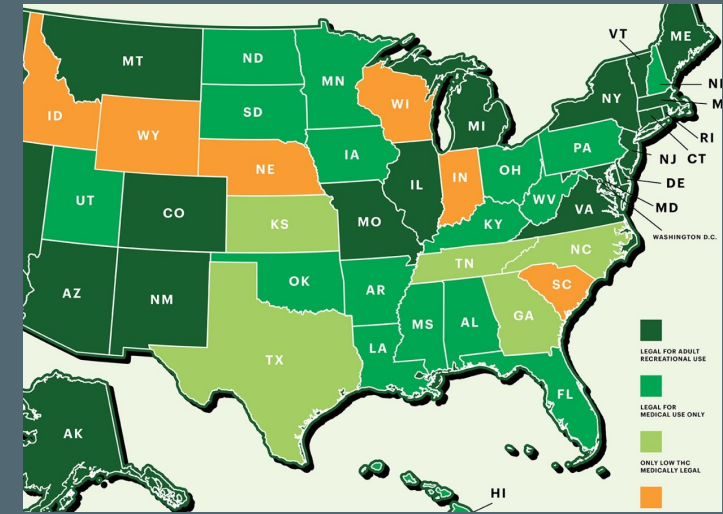 VT
ME
MT
ND
MN
ID
WY
SD
WI
MI
NY
RI
CT
NJ
DE
MD
WASHINGTON D.C.
NE
IA
IL
IN
OH
PA
WV
VA
KY
UT
CO
KS
MO
TN
NC
SC
AZ
NM
OK
AR
MS
AL
GA
TX
LA
FL
AK
HI
LEGAL FOR ADULT
RECREATIONAL USE
LEGAL FOR
MEDICAL USE ONLY
ONLY LOW THC
MEDICALLY LEGAL